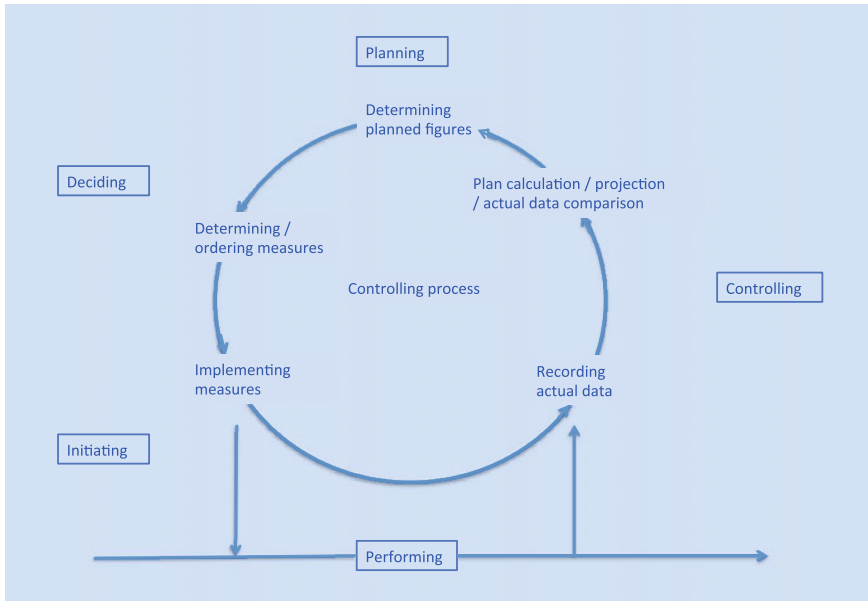 Planning
Determining
planned figures
Deciding
Plan calculation / projection
/ actual data comparison
Determining /
ordering measures
Controlling process
Controlling
Implementing
measures
Recording
actual data
Initiating
Performing